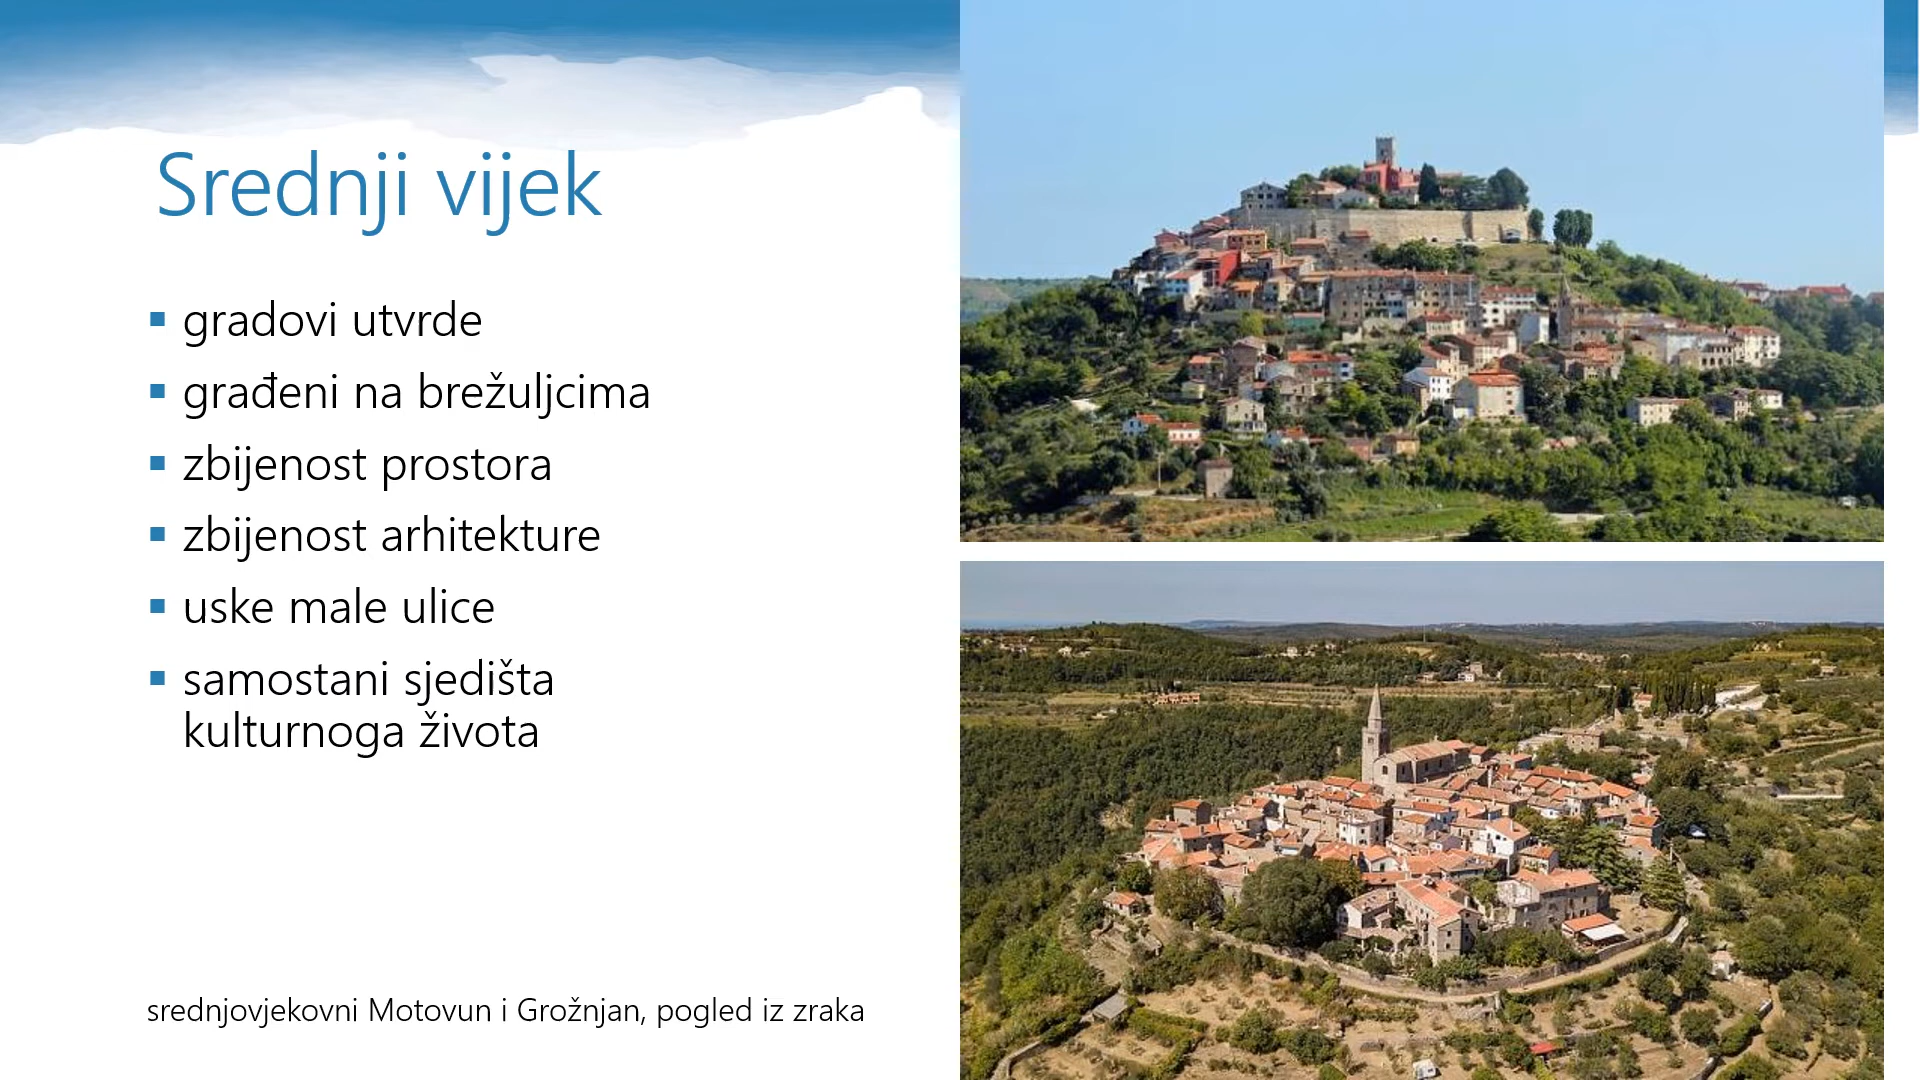 Srednji vijek
▪ gradovi utvrde
▪ građeni na brežuljcima
▪ zbijenost prostora
▪ zbijenost arhitekture
▪ uske male ulice
▪ samostani sjedišta
kulturnoga života
srednjovjekovni Motovun i Grožnjan, pogled iz zraka